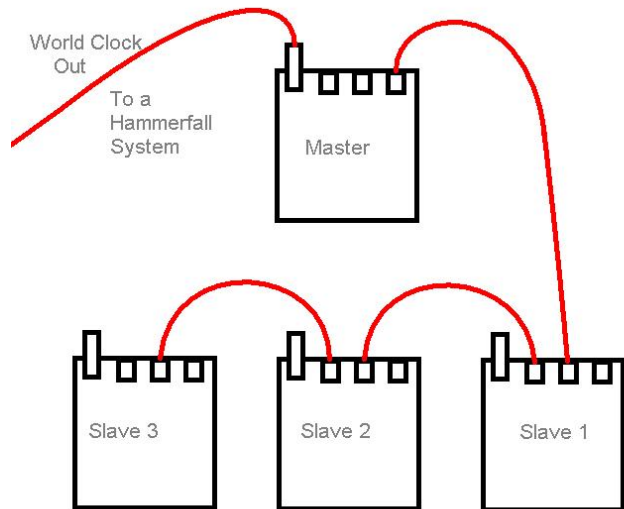 World Clock
Out
To a
Hammerfall
System
Master
Slave 3
Slave 2
Slave 1